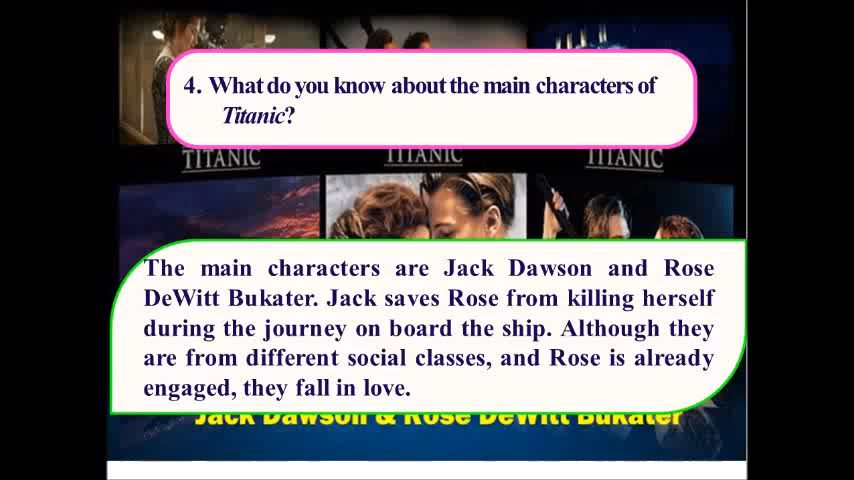 4. What do you know about the main characters of
Titanic?
TITANIC TITANIC TITANIC
The main characters are Jack Dawson and Rose
DeWitt Bukater. Jack saves Rose from killing herself
during the journey on board the ship. Although they
are from different social classes, and Rose is already
engaged, they fall in love.
Jack Dawson & Rose DeWitt Bukater